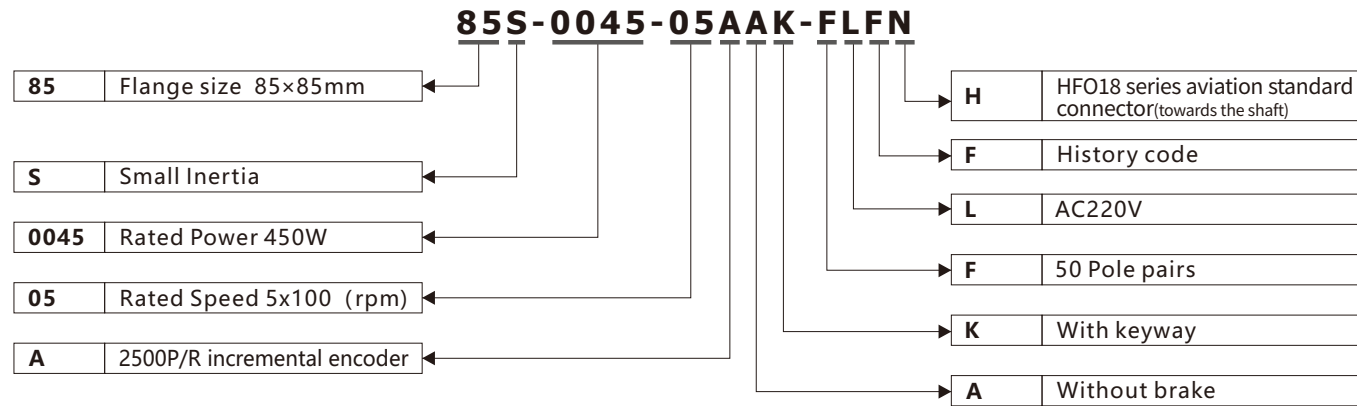 85S-0045-05AAK-FLFN
85 Flange size 85×85mm
S Small Inertia
0045 Rated Power 450W
05 Rated Speed 5x100 (rpm)
A 2500P/R incremental encoder
H HFO18 series aviation standard
connector(towards the shaft)
F History code
L AC220V
F 50 Pole pairs
K With keyway
A Without brake